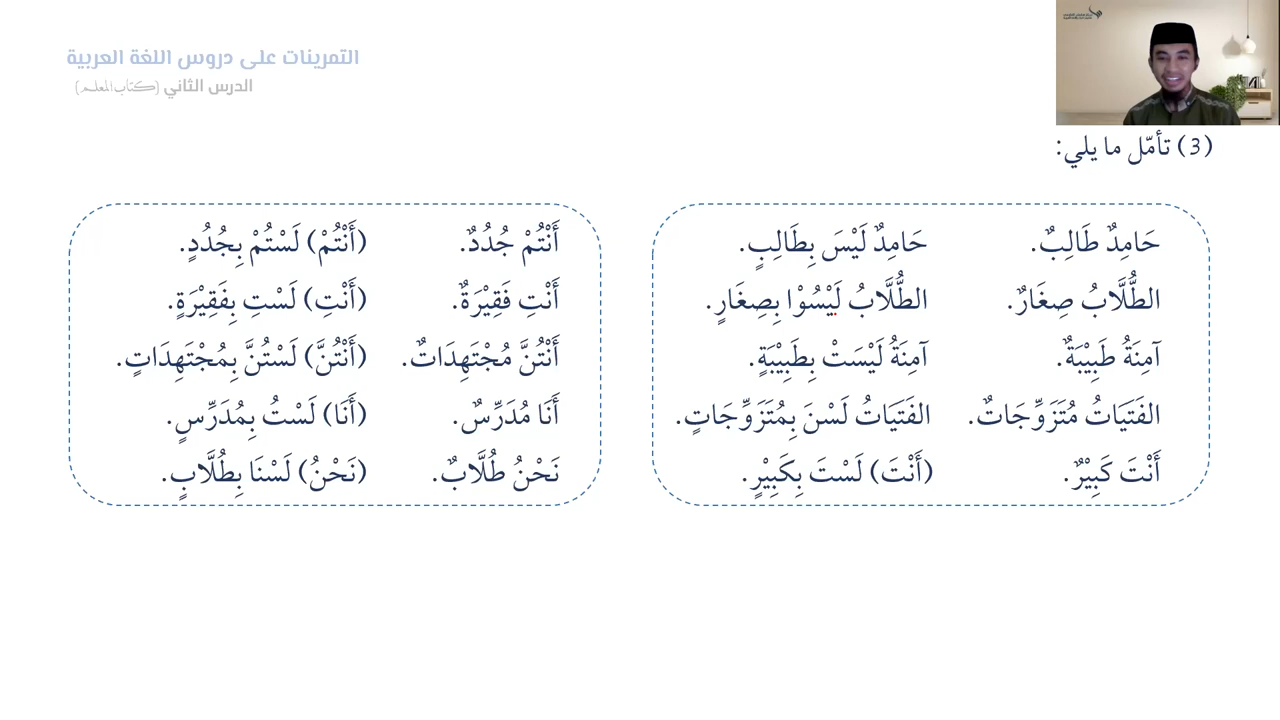 التمرينات على دروس اللغة العربية
الدرس الثاني (كتاب المعلم)
(3) تأمّل ما يلي:
حَامِدٌ طَالِبٌ. حَامِدٌ لَيْسَ بِطَالِبٍ.
الطُّلَّابُ صِغَارٌ. الطُّلَّابُ لَيْسُوْا بِصِغَارٍ.
آمِنَةُ طَبِيْبَةٌ. آمِنَةُ لَيْسَتْ بِطَبِيْبَةٍ.
الفَتَيَاتُ مُتَزَوِّجَاتٌ. الفَتَيَاتُ لَسْنَ بِمُتَزَوِّجَاتٍ.
أَنْتَ كَبِيْرٌ. (أَنْتَ) لَسْتَ بِكَبِيْرٍ.
أَنْتُمْ جُدُدٌ. (أَنْتُمْ) لَسْتُمْ بِجُدُدٍ.
أَنْتِ فَقِيْرَةٌ. (أَنْتِ) لَسْتِ بِفَقِيْرَةٍ.
أَنْتُنَّ مُجْتَهِدَاتٌ. (أَنْتُنَّ) لَسْتُنَّ بِمُجْتَهِدَاتٍ.
أَنَا مُدَرِّسٌ. (أَنَا) لَسْتُ بِمُدَرِّسٍ.
نَحْنُ طُلَّابٌ. (نَحْنُ) لَسْنَا بِطُلَّابٍ.